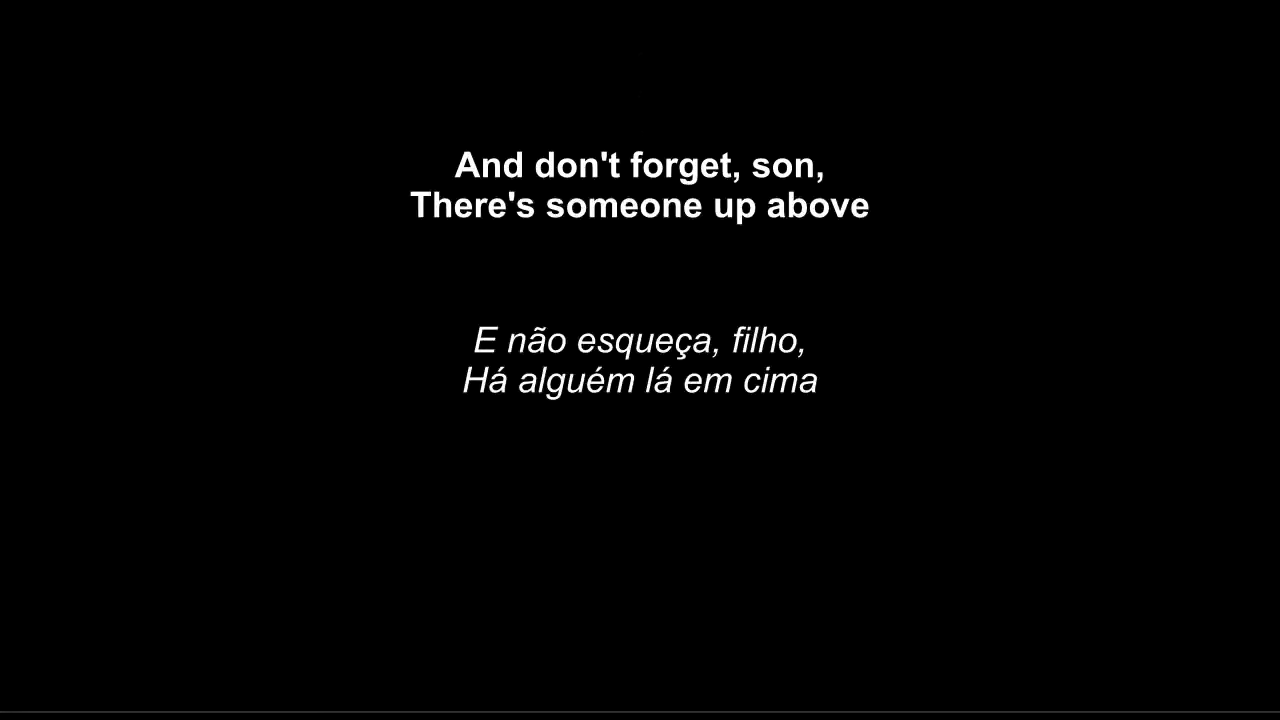 And don't forget, son,
There's someone up above
E não esqueça, filho,
Há alguém lá em cima